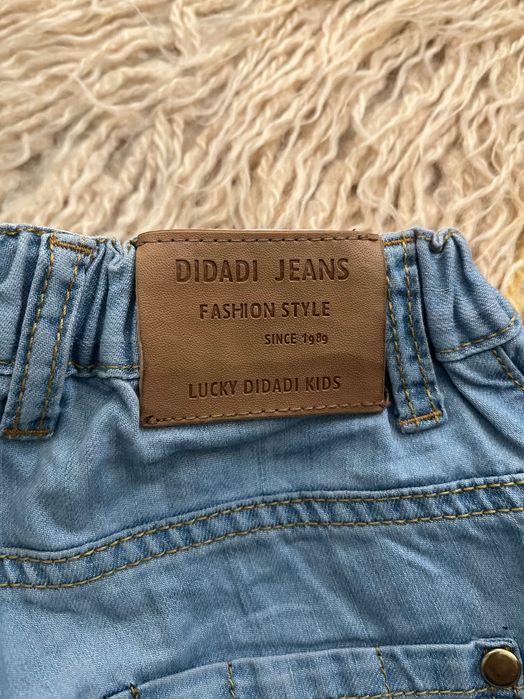 DIDADI JEANS
FASHION STYLE
SINCE 1989
LUCKY DIDADI KIDS